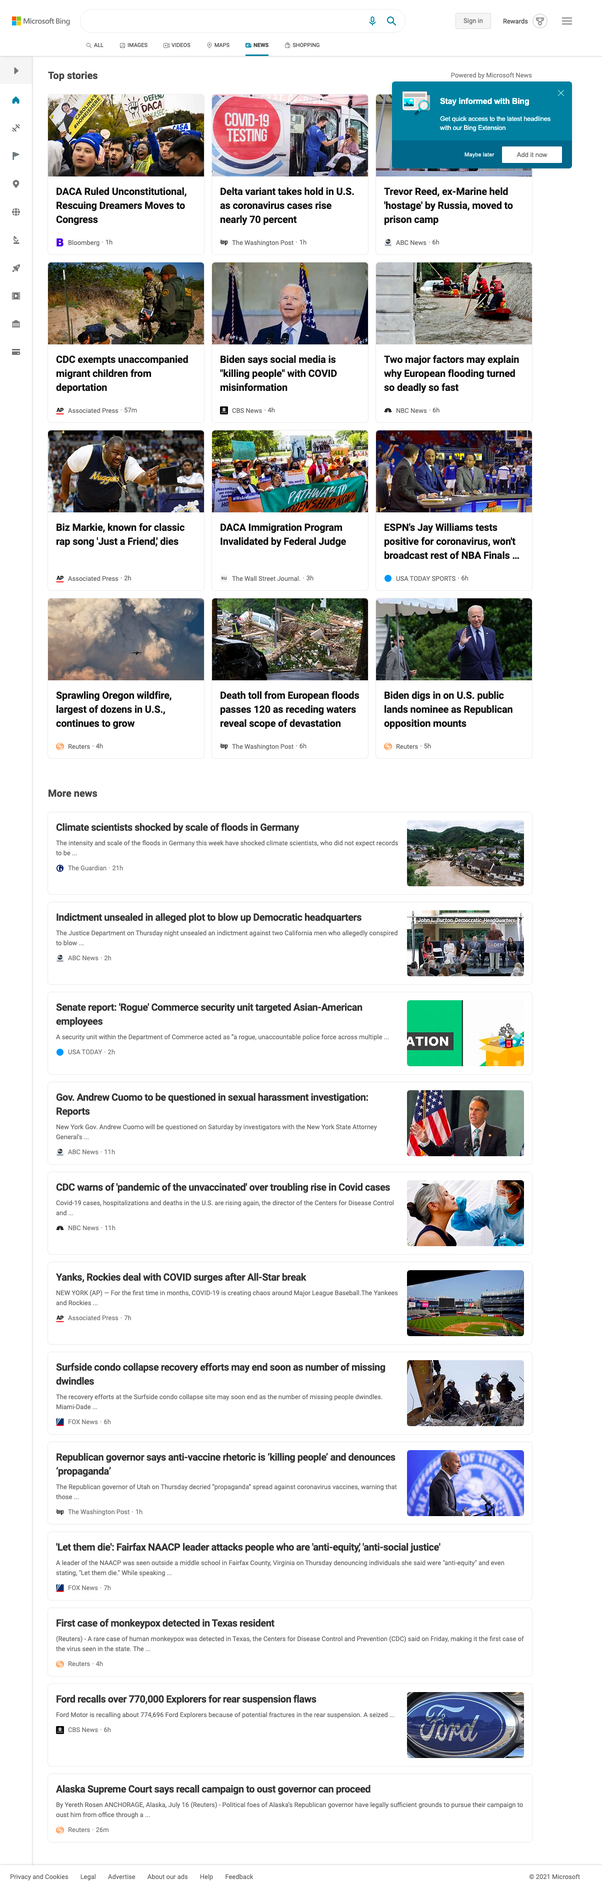 Microsoft Bing
Sign in
Rewards
ALL
IMAGES
VIDEOS
MAPS
NEWS
SHOPPING
Top stories
Powered by Microsoft News
Stay informed with Bing
Get quick access to the latest headlines
with our Bing Extension
Maybe later
Add it now
DEFEND
DACA
COVID-19
TESTING
DACA Ruled Unconstitutional,
Rescuing Dreamers Moves to
Congress
Bloomberg · 1h
Delta variant takes hold in U.S.
as coronavirus cases rise
nearly 70 percent
The Washington Post · 1h
Trevor Reed, ex-Marine held
'hostage' by Russia, moved to
prison camp
ABC News · 6h
CDC exempts unaccompanied
migrant children from
deportation
Associated Press · 57m
Biden says social media is
"killing people" with COVID
misinformation
CBS News · 4h
Two major factors may explain
why European flooding turned
so deadly so fast
NBC News · 6h
Nuggets
PATHWAY TO
CITIZENSHIP NOW!
Biz Markie, known for classic
rap song 'Just a Friend,' dies
Associated Press · 2h
DACA Immigration Program
Invalidated by Federal Judge
The Wall Street Journal. · 3h
ESPN's Jay Williams tests
positive for coronavirus, won't
broadcast rest of NBA Finals ...
USA TODAY SPORTS · 6h
Sprawling Oregon wildfire,
largest of dozens in U.S.,
continues to grow
Reuters · 4h
Death toll from European floods
passes 120 as receding waters
reveal scope of devastation
The Washington Post · 6h
Biden digs in on U.S. public
lands nominee as Republican
opposition mounts
Reuters · 5h
More news
Climate scientists shocked by scale of floods in Germany
The intensity and scale of the floods in Germany this week have shocked climate scientists, who did not expect records
to be ...
The Guardian · 21h
Indictment unsealed in alleged plot to blow up Democratic headquarters
The Justice Department on Thursday night unsealed an indictment against two California men who allegedly conspired
to blow ...
ABC News · 2h
John L. Burton Democratic Headquarters
Senate report: 'Rogue' Commerce security unit targeted Asian-American
employees
A security unit within the Department of Commerce acted as "a rogue, unaccountable police force across multiple ...
USA TODAY · 2h
ATION
Gov. Andrew Cuomo to be questioned in sexual harassment investigation:
Reports
New York Gov. Andrew Cuomo will be questioned on Saturday by investigators with the New York State Attorney
General's ...
ABC News · 11h
CDC warns of 'pandemic of the unvaccinated' over troubling rise in Covid cases
Covid-19 cases, hospitalizations and deaths in the U.S. are rising again, the director of the Centers for Disease Control
and ...
NBC News · 11h
Yanks, Rockies deal with COVID surges after All-Star break
NEW YORK (AP) — For the first time in months, COVID-19 is creating chaos around Major League Baseball.The Yankees
and Rockies ...
Associated Press · 7h
Surfside condo collapse recovery efforts may end soon as number of missing
dwindles
The recovery efforts at the Surfside condo collapse site may soon end as the number of missing people dwindles.
Miami-Dade ...
FOX News · 6h
Republican governor says anti-vaccine rhetoric is 'killing people' and denounces
'propaganda'
The Republican governor of Utah on Thursday decried "propaganda" spread against coronavirus vaccines, warning that
those ...
The Washington Post · 1h
'Let them die': Fairfax NAACP leader attacks people who are 'anti-equity,' 'anti-social justice'
A leader of the NAACP was seen outside a middle school in Fairfax County, Virginia on Thursday denouncing individuals she said were "anti-equity" and even
stating, "Let them die." While speaking ...
FOX News · 7h
First case of monkeypox detected in Texas resident
(Reuters) - A rare case of human monkeypox was detected in Texas, the Centers for Disease Control and Prevention (CDC) said on Friday, making it the first case of
the virus seen in the state. The ...
Reuters · 4h
Ford recalls over 770,000 Explorers for rear suspension flaws
Ford Motor is recalling about 774,696 Ford Explorers because of potential fractures in the rear suspension. A seized ...
CBS News · 6h
Ford
Alaska Supreme Court says recall campaign to oust governor can proceed
By Yereth Rosen ANCHORAGE, Alaska, July 16 (Reuters) - Political foes of Alaska's Republican governor have legally sufficient grounds to pursue their campaign to
oust him from office through a ...
Reuters · 26m
Privacy and Cookies
Legal
Advertise
About our ads
Help
Feedback
© 2021 Microsoft